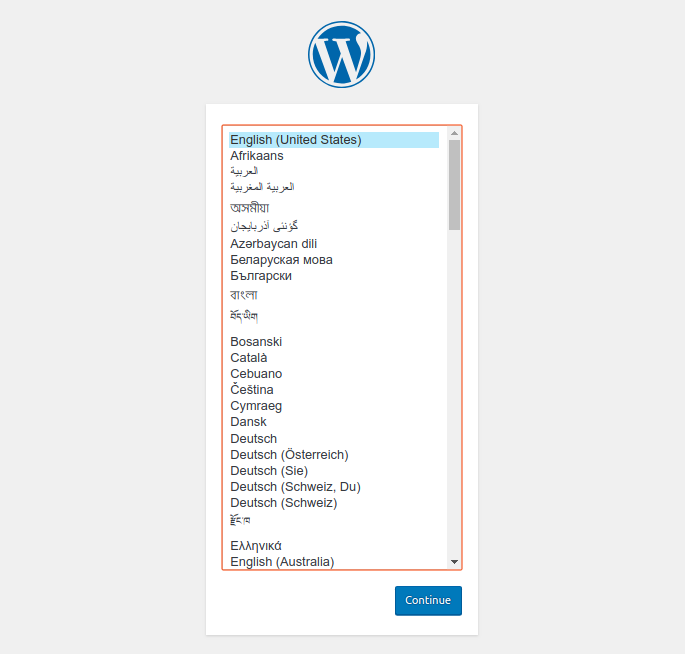 English (United States)
Afrikaans
العربية
العربية المغربية
অসমীয়া
گؤنئی آذربایجان
Azərbaycan dili
Беларуская мова
Български
বাংলা
བོད་ཡིག
Bosanski
Català
Cebuano
Čeština
Cymraeg
Dansk
Deutsch
Deutsch (Österreich)
Deutsch (Sie)
Deutsch (Schweiz, Du)
Deutsch (Schweiz)
རྫོང་ཁ
Ελληνικά
English (Australia)
Continue